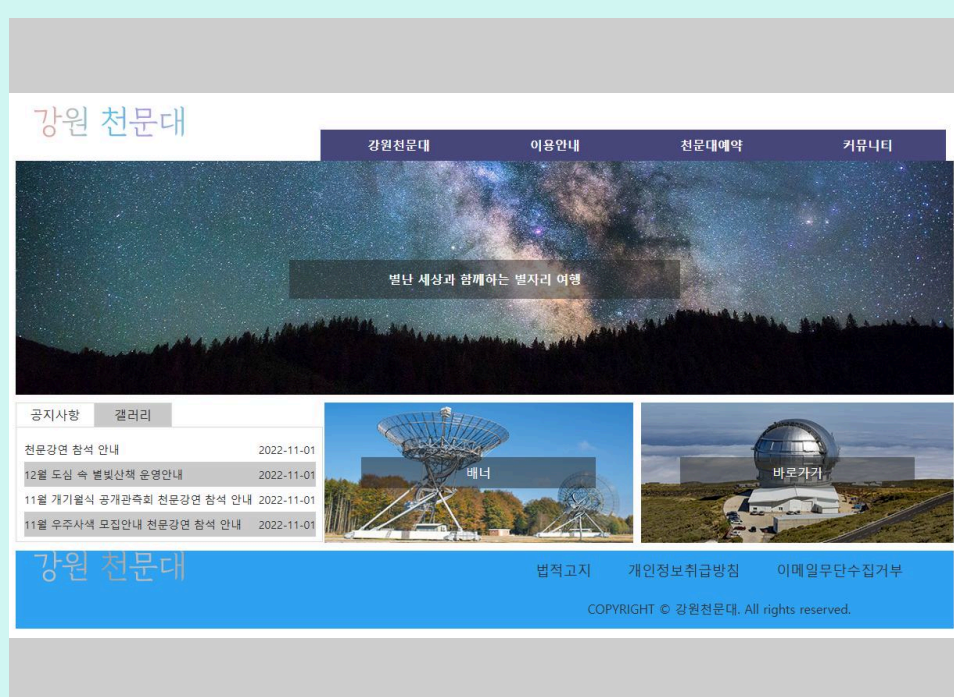 강원 천문대
강원천문대 이용안내 천문대예약 커뮤니티
별난 세상과 함께하는 별자리 여행
공지사항 갤러리
천문강연 참석 안내 2022-11-01
12월 도심 속 별빛산책 운영안내 2022-11-01
11월 개기월식 공개관측회 천문강연 참석 안내 2022-11-01
11월 우주사색 모집안내 천문강연 참석 안내 2022-11-01
배너
바로가기
강원 천문대
법적고지 개인정보취급방침 이메일무단수집거부
COPYRIGHT © 강원천문대. All rights reserved.